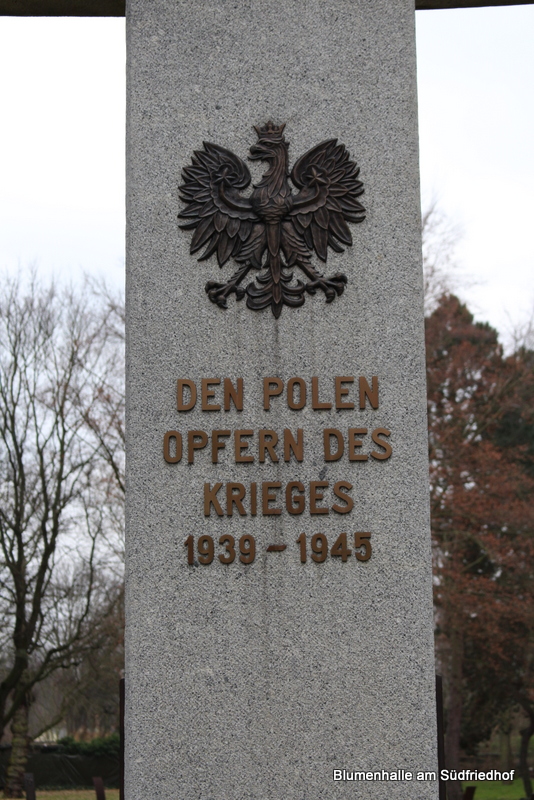 DEN POLEN
OPFERN DES
KRIEGES
1939 – 1945
Blumenhalle am Südfriedhof